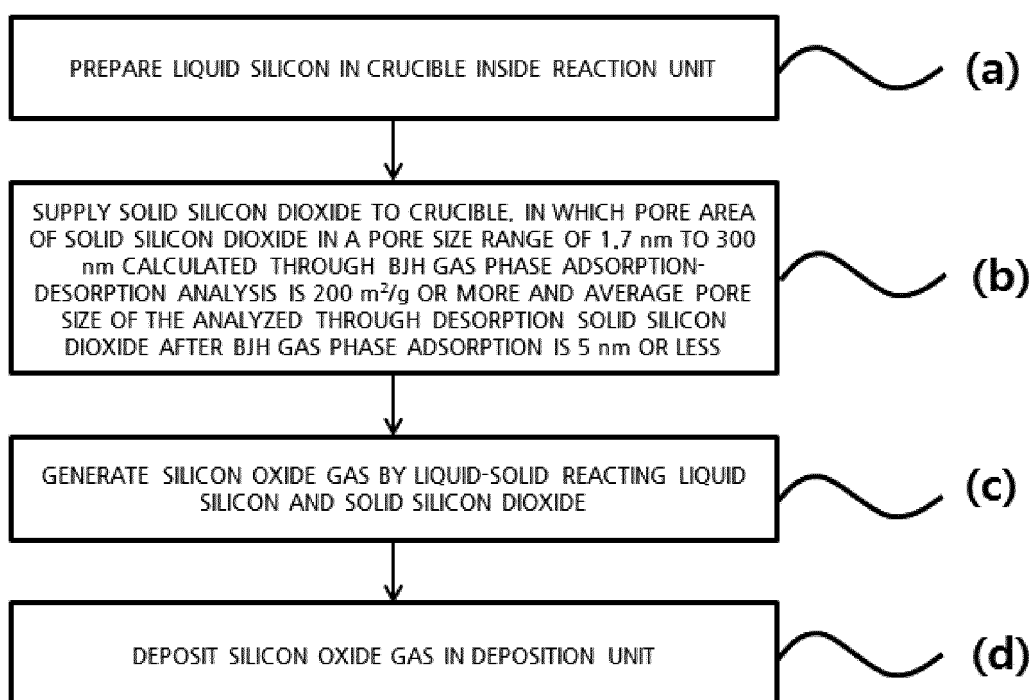 PREPARE LIQUID SILICON IN CRUCIBLE INSIDE REACTION UNIT
(a)
SUPPLY SOLID SILICON DIOXIDE TO CRUCIBLE, IN WHICH PORE AREA
OF SOLID SILICON DIOXIDE IN A PORE SIZE RANGE OF 1.7 nm TO 300
nm CALCULATED THROUGH BJH GAS PHASE ADSORPTION-
DESORPTION ANALYSIS IS 200 m²/g OR MORE AND AVERAGE PORE
SIZE OF THE ANALYZED THROUGH DESORPTION SOLID SILICON
DIOXIDE AFTER BJH GAS PHASE ADSORPTION IS 5 nm OR LESS
(b)
GENERATE SILICON OXIDE GAS BY LIQUID-SOLID REACTING LIQUID
SILICON AND SOLID SILICON DIOXIDE
(c)
DEPOSIT SILICON OXIDE GAS IN DEPOSITION UNIT
(d)